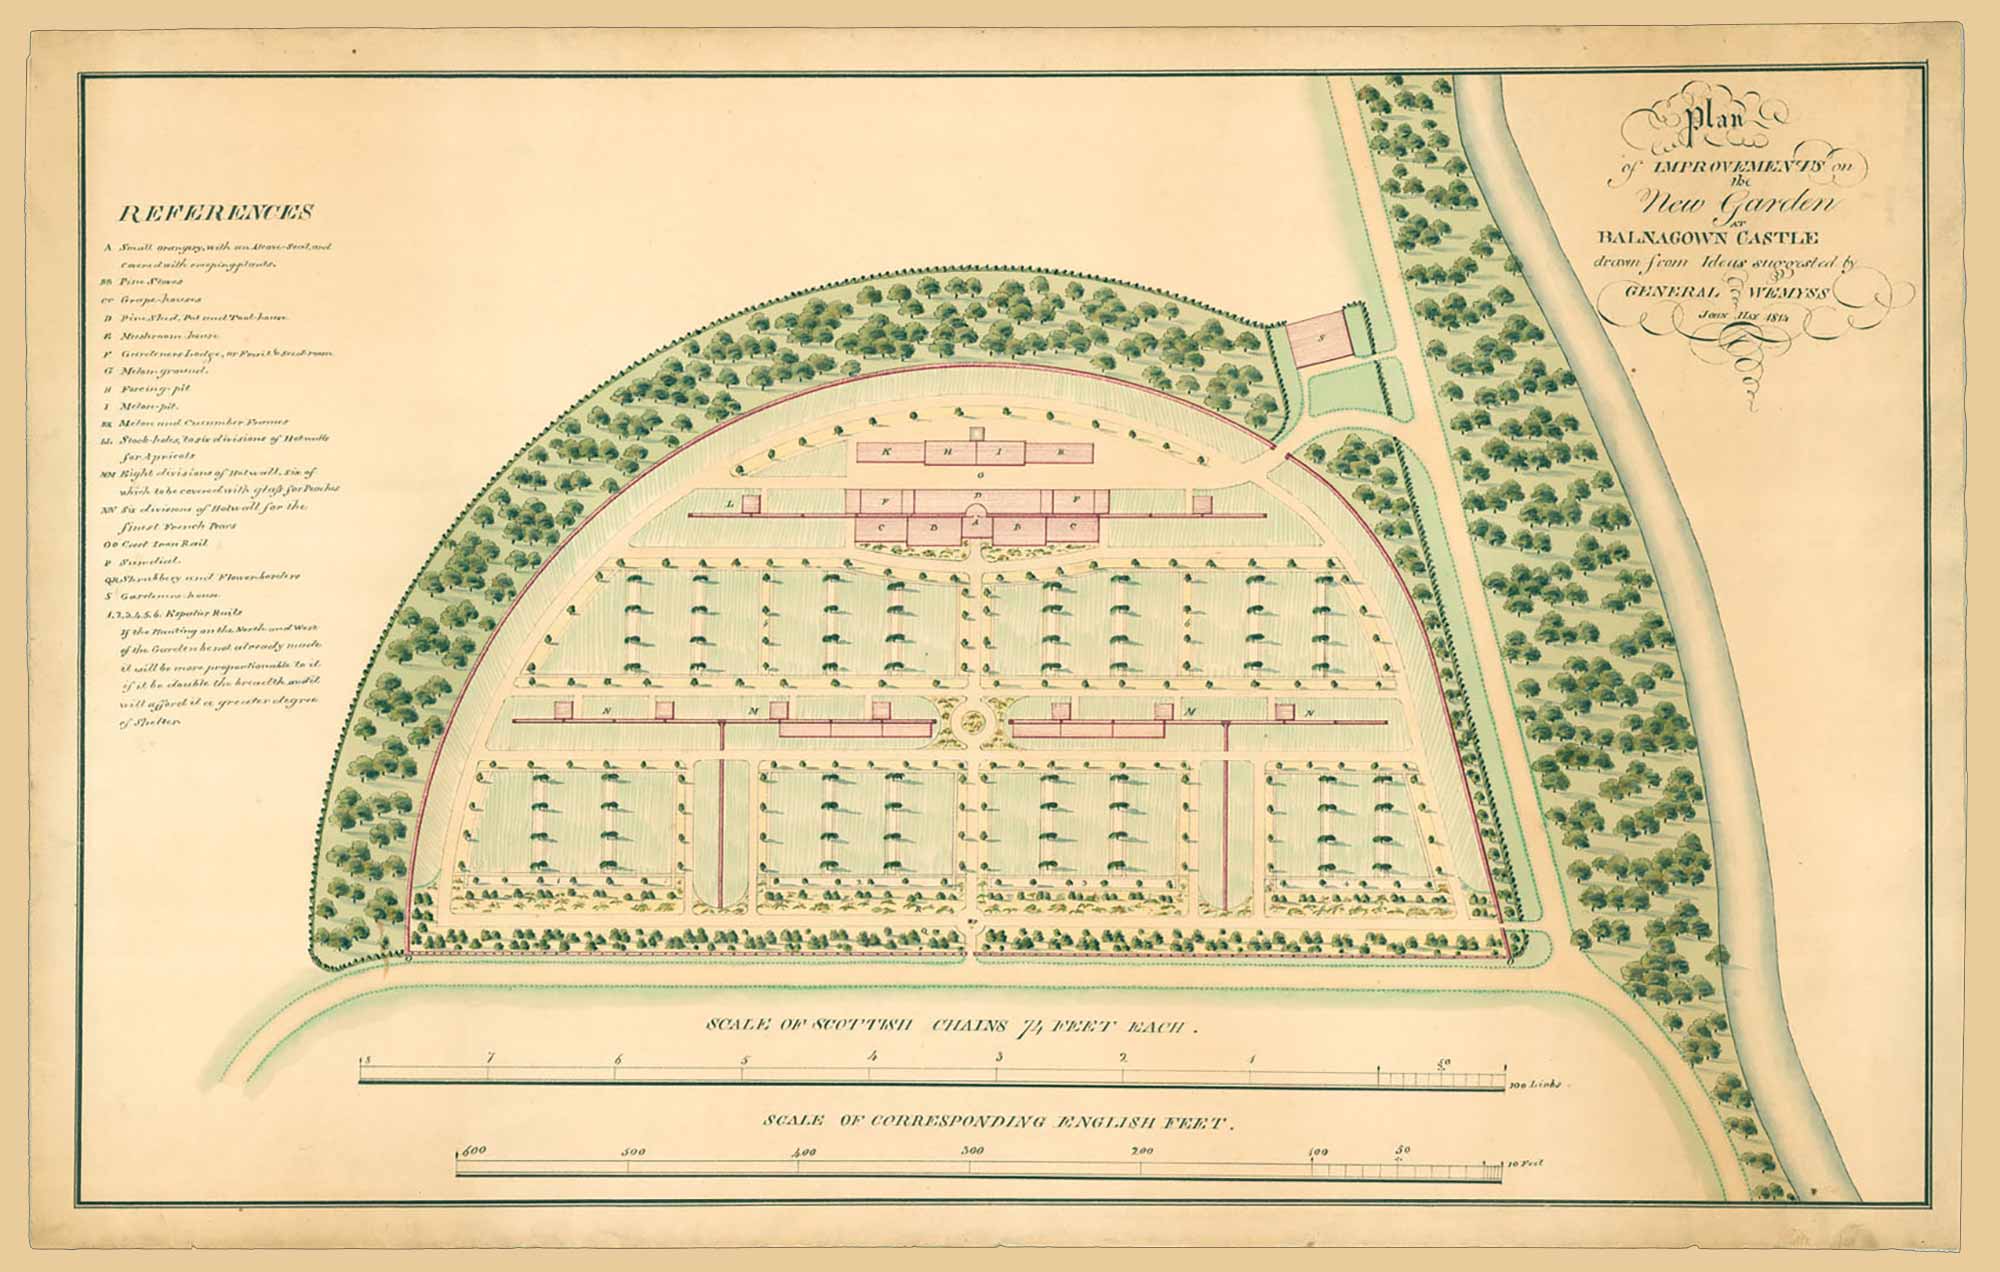 Plan
of IMPROVEMENTS on
the
New Garden
AT
BALNAGOWN CASTLE
drawn from Ideas suggested by
GENERAL WEMYSS
John Hay 1814
REFERENCES
A Small orangery, with an Alcove-Seat, and
covered with creeping plants.
BB Pine Stoves
CC Grape-houses
D Pine Shed, Pot and Tool-house
E Mushroom-house
F Gardeners Lodge, or Fruit & Seed room
G Melon-ground.
H Forcing-pit
I Melon-pit.
KK Melon and Cucumber Frames
LL Stock-holes, to six divisions of Hotwalls
for Apricots
MM Eight divisions of Hotwall, six of
which to be covered with glass for Peaches
NN Six divisions of Hotwall for the
finest French Pears
OO Cast Iron Rail
P Sundial.
QR Shrubbery and Flower borders
S Gardeners-house
1.2.3.4.5.6. Espalier Rails
If the Planting on the North and West
of the Garden be not already made
it will be more proportionable to it
if it be double the breadth and it
will afford it a greater degree
of Shelter
S
K H I K
G
L F D F
A
C B B C
N M M N
P
SCALE OF SCOTTISH CHAINS 74 FEET EACH.
8 7 6 5 4 3 2 1 50 100 Links
SCALE OF CORRESPONDING ENGLISH FEET.
600 500 400 300 200 100 50 10 Feet